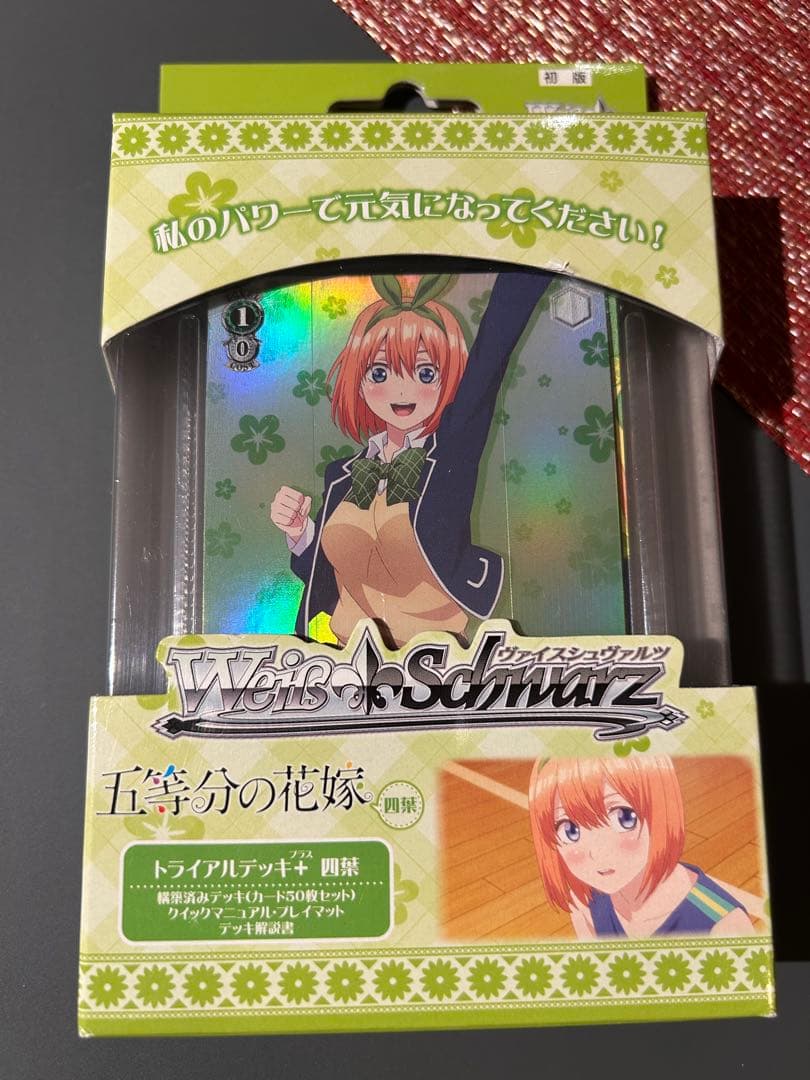 初版
私のパワーで元気になってください!
1
0
ヴァイスシュヴァルツ
Weiß Schwarz
五等分の花嫁
四葉
プラス
トライアルデッキ+ 四葉
構築済みデッキ(カード50枚セット)
クイックマニュアル・プレイマット
デッキ解説書